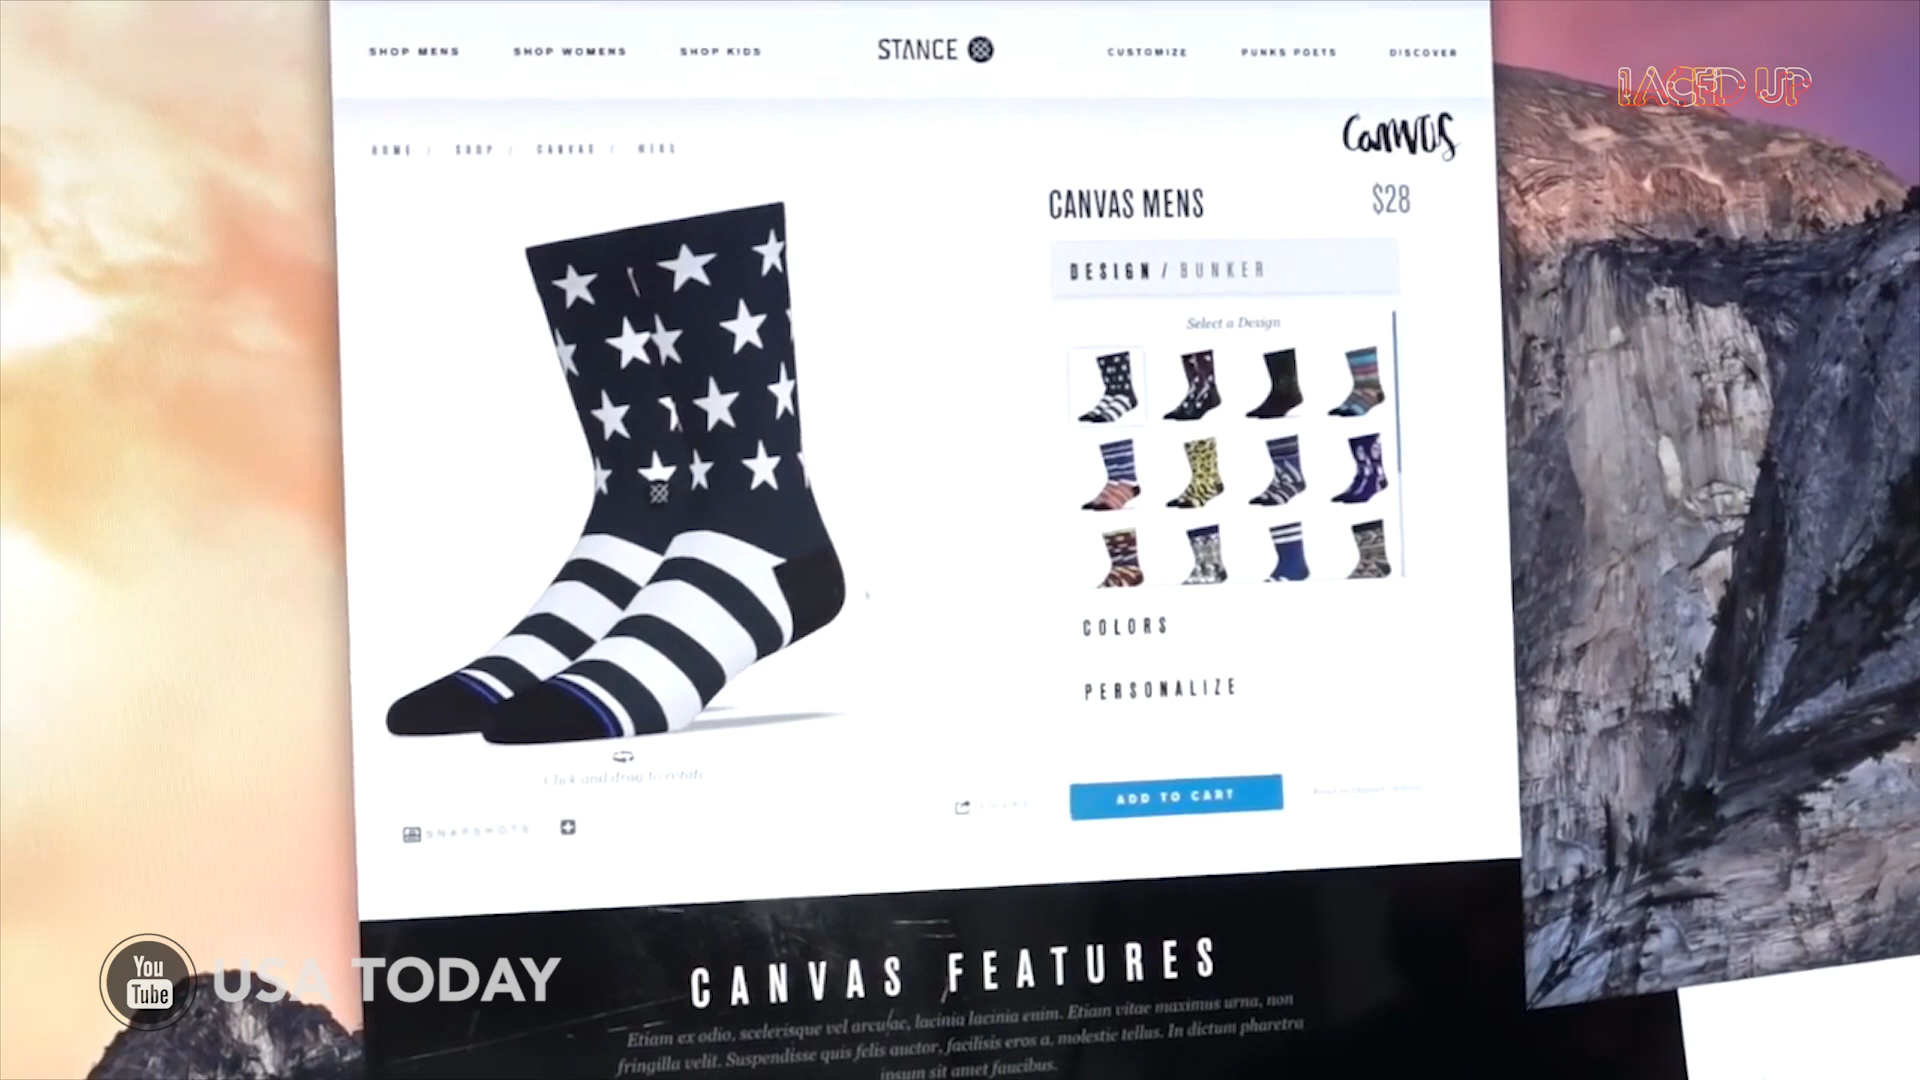 SHOP MENS SHOP WOMENS SHOP KIDS STANCE CUSTOMIZE PUNKS POETS DISCOVER
LACED UP
Canvas
HOME / SHOP / CANVAS / MENS
CANVAS MENS $28
DESIGN / BUNKER
Select a Design
COLORS
PERSONALIZE
Click and drag to rotate
SHARE ADD TO CART
SNAPSHOTS
You
Tube
USA TODAY
CANVAS FEATURES
Etiam ex odio, scelerisque vel arcu ac, lacinia lacinia enim. Etiam vitae maximus urna, non
fringilla velit. Suspendisse quis felis auctor, facilisis eros a, molestie tellus. In dictum pharetra
ipsum sit amet faucibus.